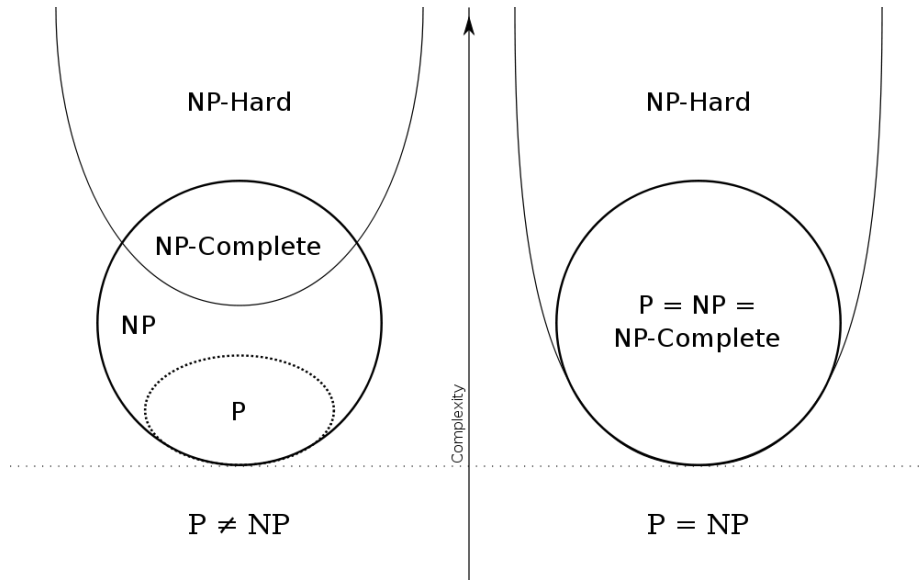 NP-Hard
NP-Complete
NP
P
P ≠ NP
Complexity
NP-Hard
P = NP =
NP-Complete
P = NP